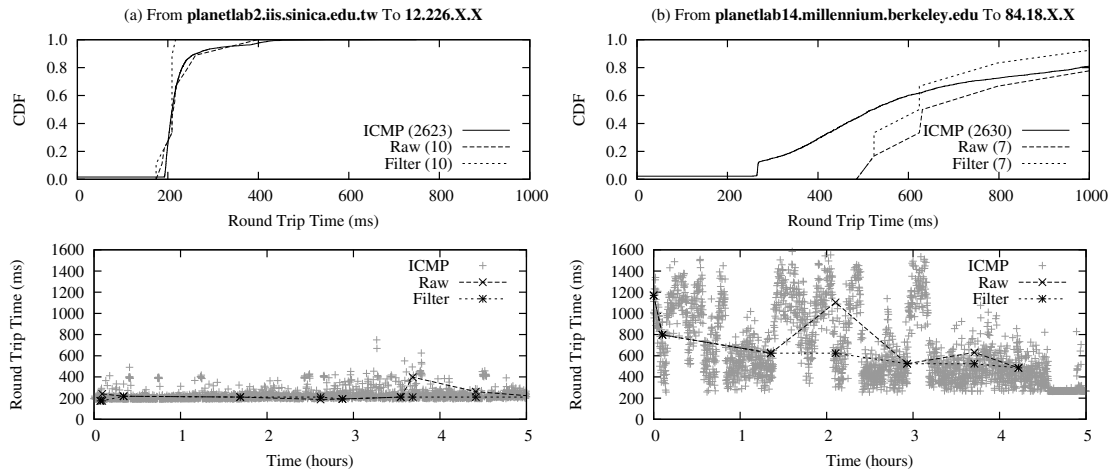 (a) From planetlab2.iis.sinica.edu.tw To 12.226.X.X
1.0
0.8
0.6
0.4
0.2
0.0
CDF
ICMP (2623)
Raw (10)
Filter (10)
0 200 400 600 800 1000
Round Trip Time (ms)
(b) From planetlab14.millennium.berkeley.edu To 84.18.X.X
1.0
0.8
0.6
0.4
0.2
0.0
CDF
ICMP (2630)
Raw (7)
Filter (7)
0 200 400 600 800 1000
Round Trip Time (ms)
1600
1400
1200
1000
800
600
400
200
0
Round Trip Time (ms)
ICMP
Raw
Filter
0 1 2 3 4 5
Time (hours)
1600
1400
1200
1000
800
600
400
200
0
Round Trip Time (ms)
ICMP
Raw
Filter
0 1 2 3 4 5
Time (hours)